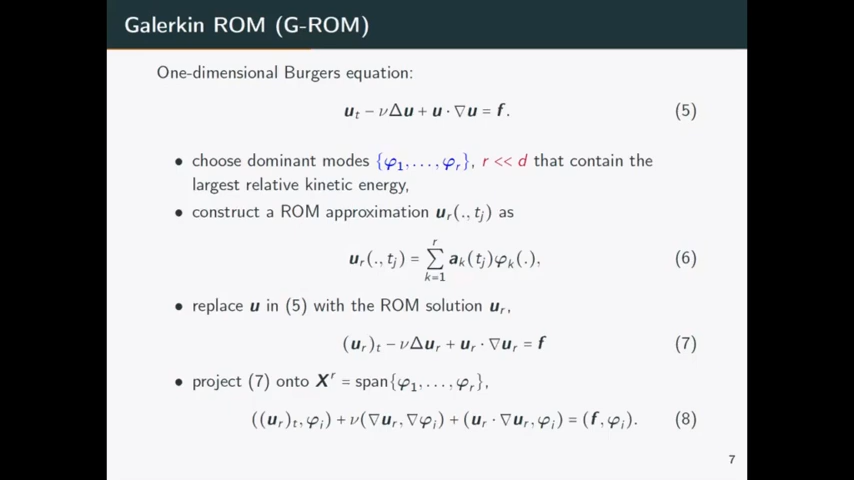 Galerkin ROM (G-ROM)
One-dimensional Burgers equation:
u_t − νΔu + u · ∇u = f. (5)
• choose dominant modes {φ_1, . . . , φ_r}, r << d that contain the
largest relative kinetic energy,
• construct a ROM approximation u_r(., t_j) as
u_r(., t_j) = ∑_{k=1}^{r} a_k(t_j)φ_k(.), (6)
• replace u in (5) with the ROM solution u_r,
(u_r)_t − νΔu_r + u_r · ∇u_r = f (7)
• project (7) onto X^r = span{φ_1, . . . , φ_r},
((u_r)_t, φ_i) + ν(∇u_r, ∇φ_i) + (u_r · ∇u_r, φ_i) = (f, φ_i). (8)
7